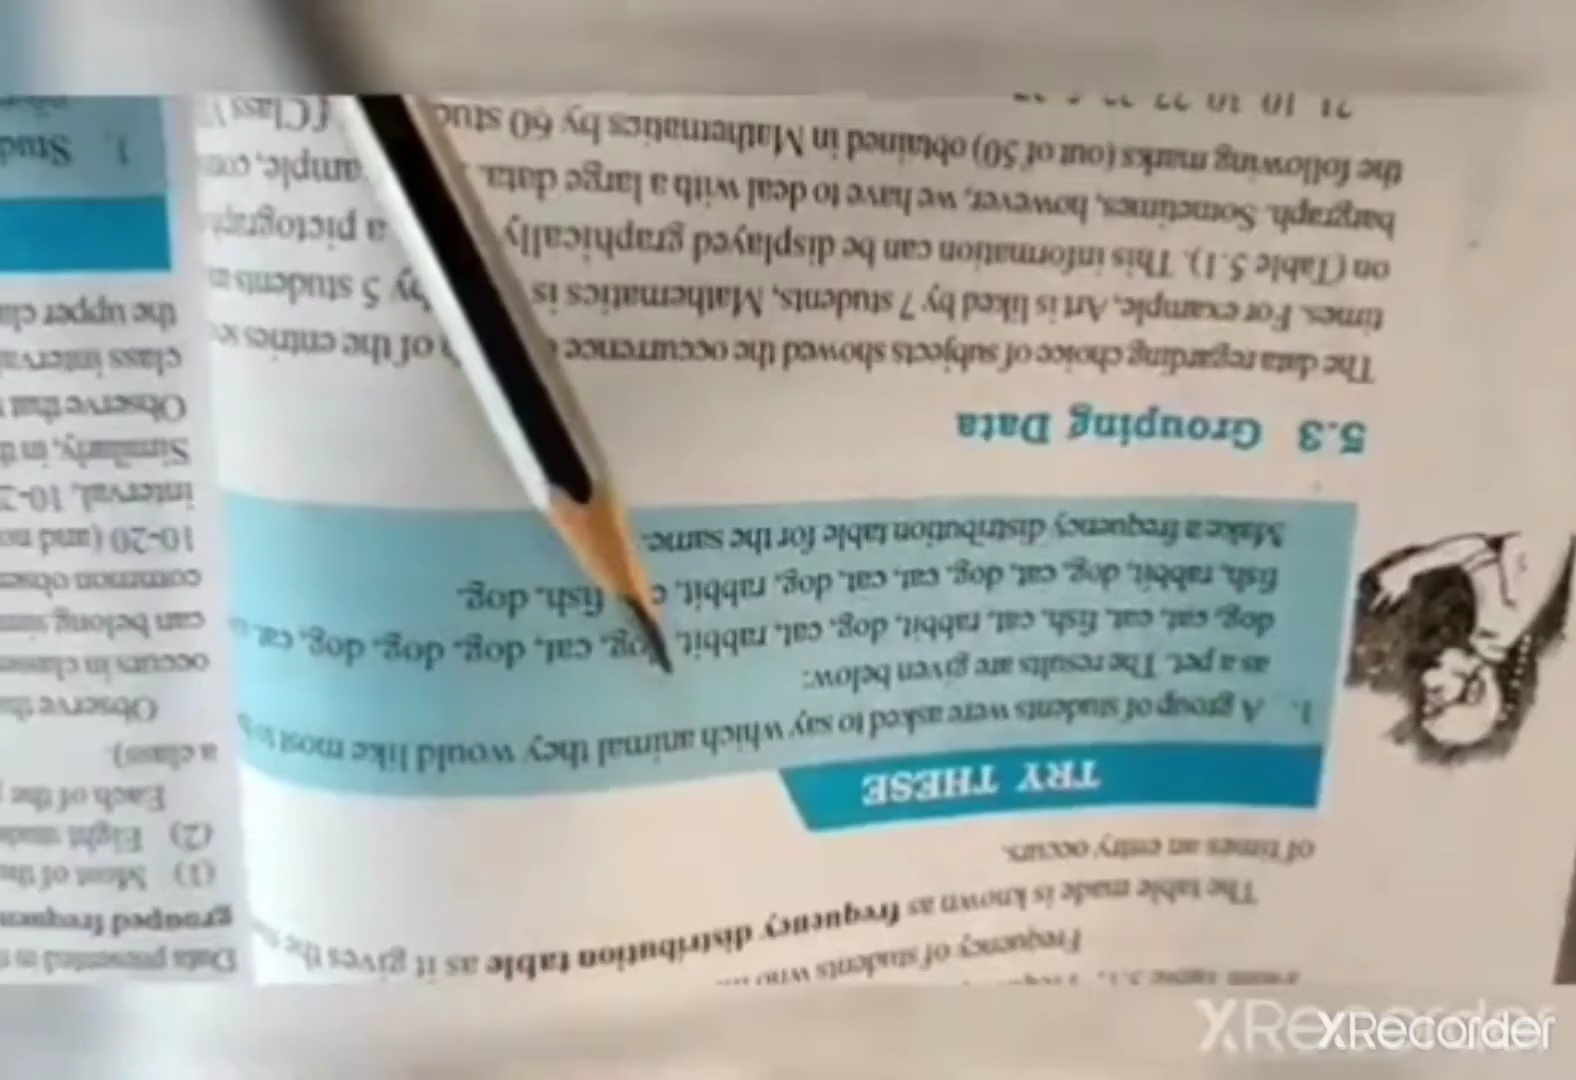 Frequency of students who
The table made is known as frequency distribution table as it gives the
of times an entry occurs.
TRY THESE
1. A group of students were asked to say which animal they would like most to
as a pet. The results are given below:
dog, cat, cat, fish, cat, rabbit, dog, cat, rabbit, dog, cat, dog, dog, dog, cat,
fish, rabbit, dog, cat, dog, cat, cat, dog, rabbit, fish, dog.
Make a frequency distribution table for the same.
5.3 Grouping Data
The data regarding choice of subjects showed the occurrence of the entries
times. For example, Art is liked by 7 students, Mathematics is by 5 students
on (Table 5.1). This information can be displayed graphically a
bargraph. Sometimes, however, we have to deal with a large data.
the following marks (out of 50) obtained in Mathematics by 60
Data presented in
grouped
(1) Most of
(2) Eight
Each of the
a class).
Observe
occurs in
can belong
common
10-20 (and
interval, 10-
Similarly, in
Observe that
class
the upper
1.
XRecorder
XRecorder